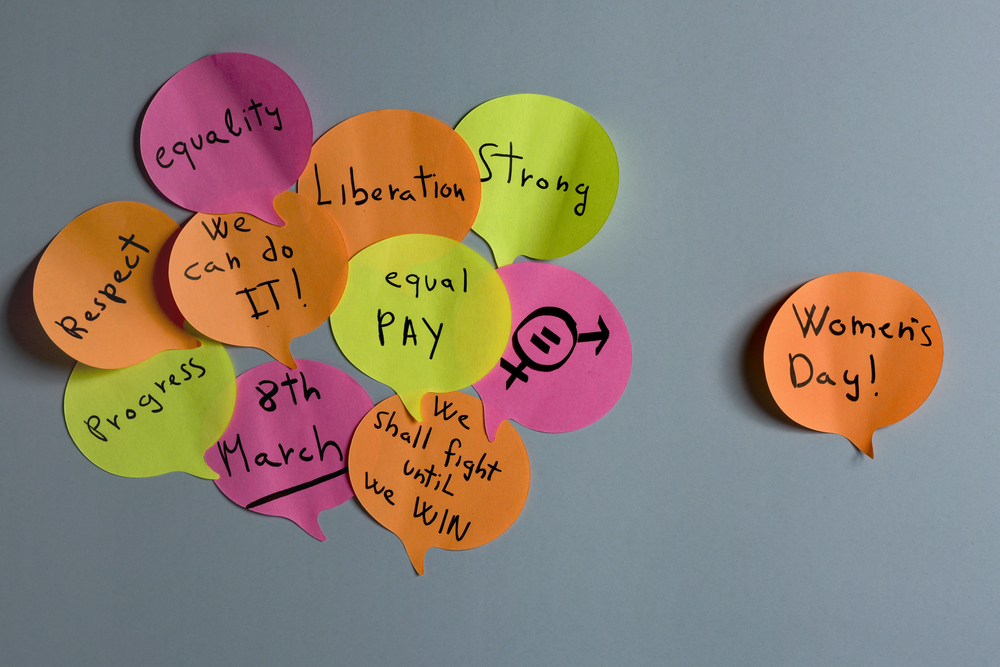 equality
Liberation
Strong
Respect
We
can do
IT!
equal
PAY
Progress
8th
March
We
shall fight
until
we WIN
Women's
Day!